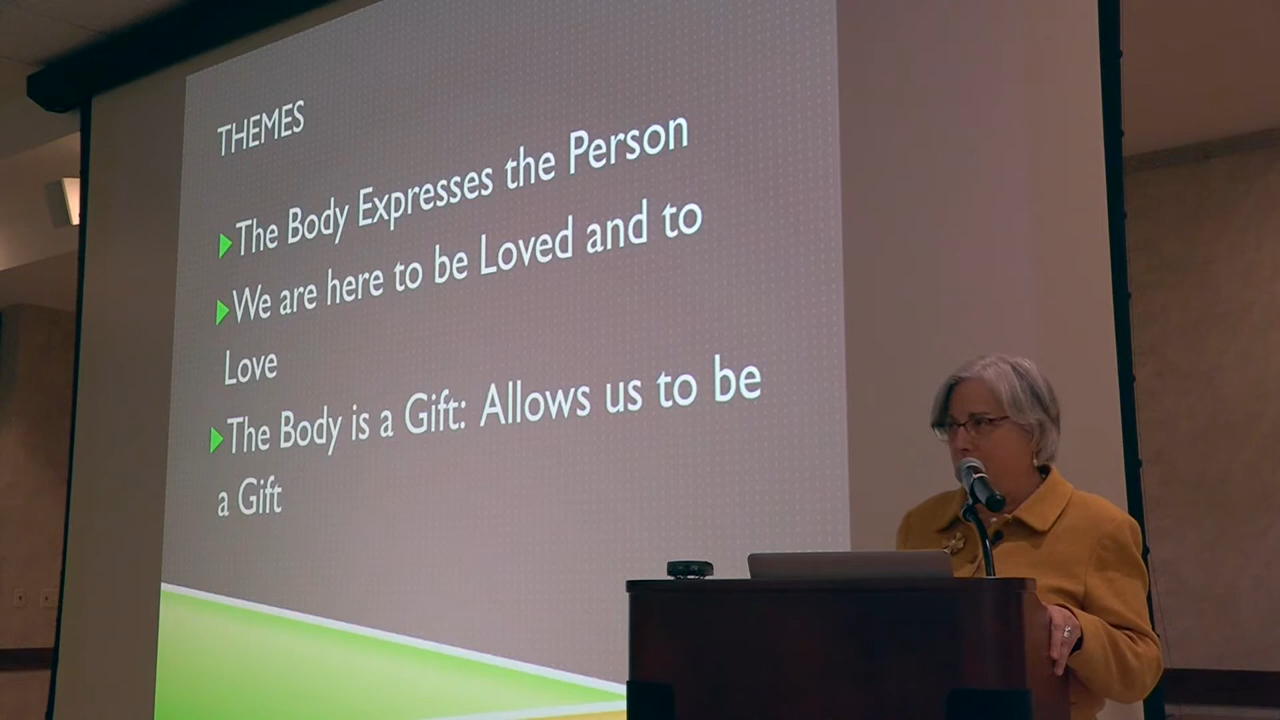 THEMES
The Body Expresses the Person
We are here to be Loved and to
Love
The Body is a Gift: Allows us to be
a Gift